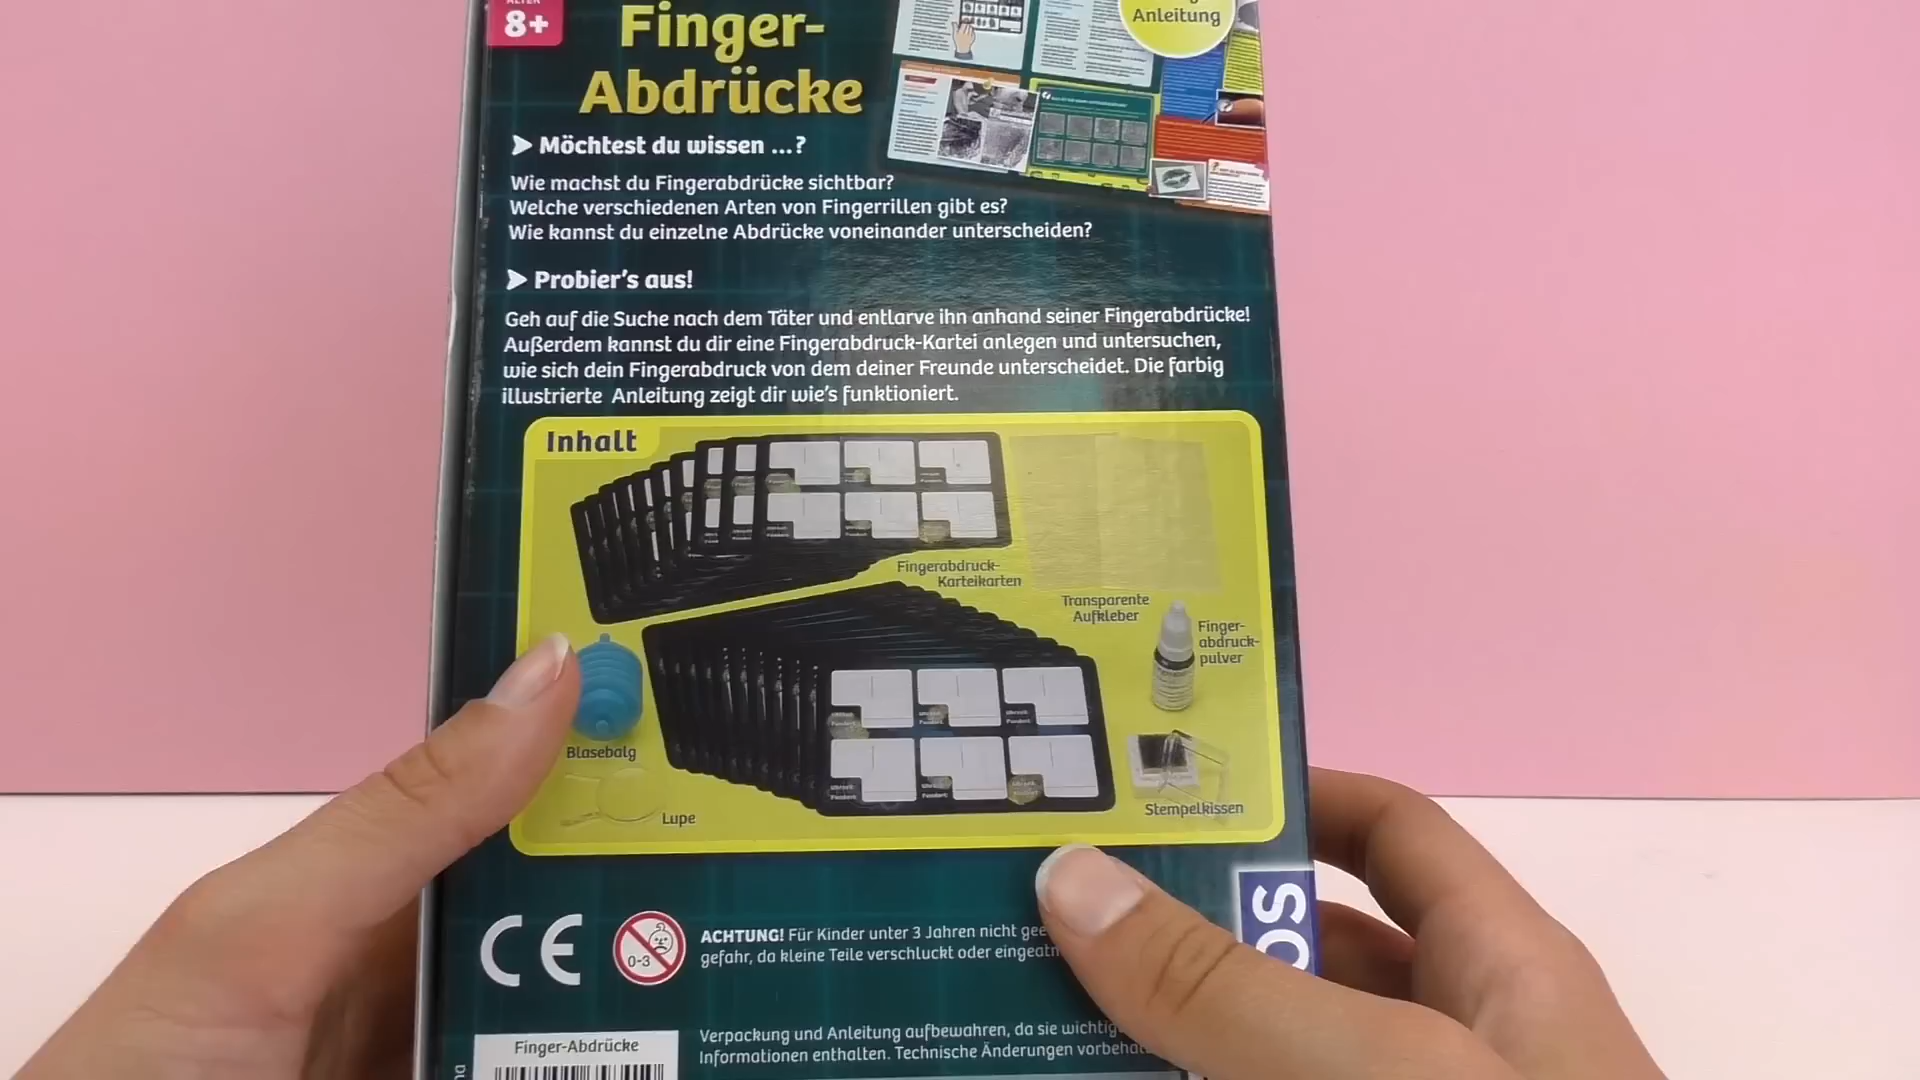 8+
Anleitung
Finger-
Abdrücke
Möchtest du wissen ...?
Wie machst du Fingerabdrücke sichtbar?
Welche verschiedenen Arten von Fingerrillen gibt es?
Wie kannst du einzelne Abdrücke voneinander unterscheiden?
Probier's aus!
Geh auf die Suche nach dem Täter und entlarve ihn anhand seiner Fingerabdrücke!
Außerdem kannst du dir eine Fingerabdruck-Kartei anlegen und untersuchen,
wie sich dein Fingerabdruck von dem deiner Freunde unterscheidet. Die farbig
illustrierte Anleitung zeigt dir wie's funktioniert.
Inhalt
Fingerabdruck-
Karteikarten
Transparente
Aufkleber
Finger-
abdruck-
pulver
Blasebalg
Lupe
Stempelkissen
CE
0-3
ACHTUNG! Für Kinder unter 3 Jahren nicht gee
gefahr, da kleine Teile verschluckt oder eingeatm
OS
Verpackung und Anleitung aufbewahren, da sie wichtig
Informationen enthalten. Technische Änderungen vorbehal
Finger-Abdrücke